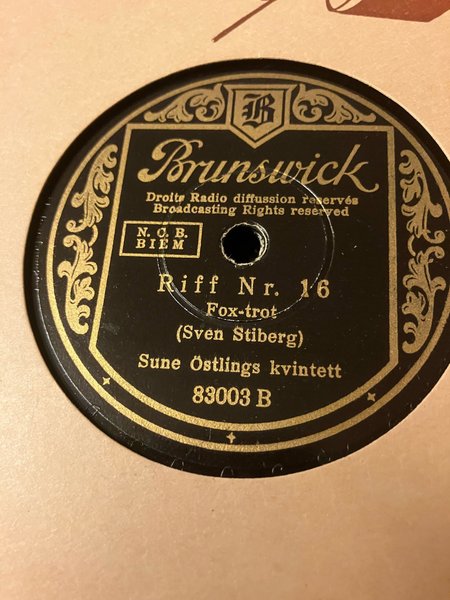 B
Brunswick
Droits Radio diffussion reservés
Broadcasting Rights reserved
N. C. B.
BIEM
Riff Nr. 16
Fox-trot
(Sven Stiberg)
Sune Östlings kvintett
83003 B